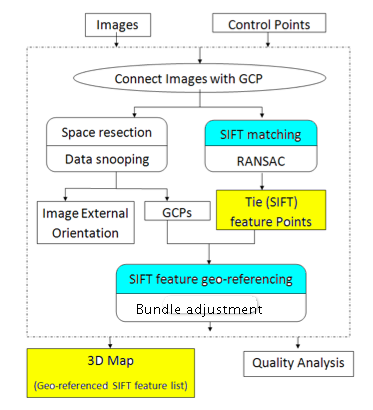 Images
Control Points
Connect Images with GCP
Space resection
Data snooping
SIFT matching
RANSAC
Image External
Orientation
GCPs
Tie (SIFT)
feature Points
SIFT feature geo-referencing
Bundle adjustment
3D Map
(Geo-referenced SIFT feature list)
Quality Analysis